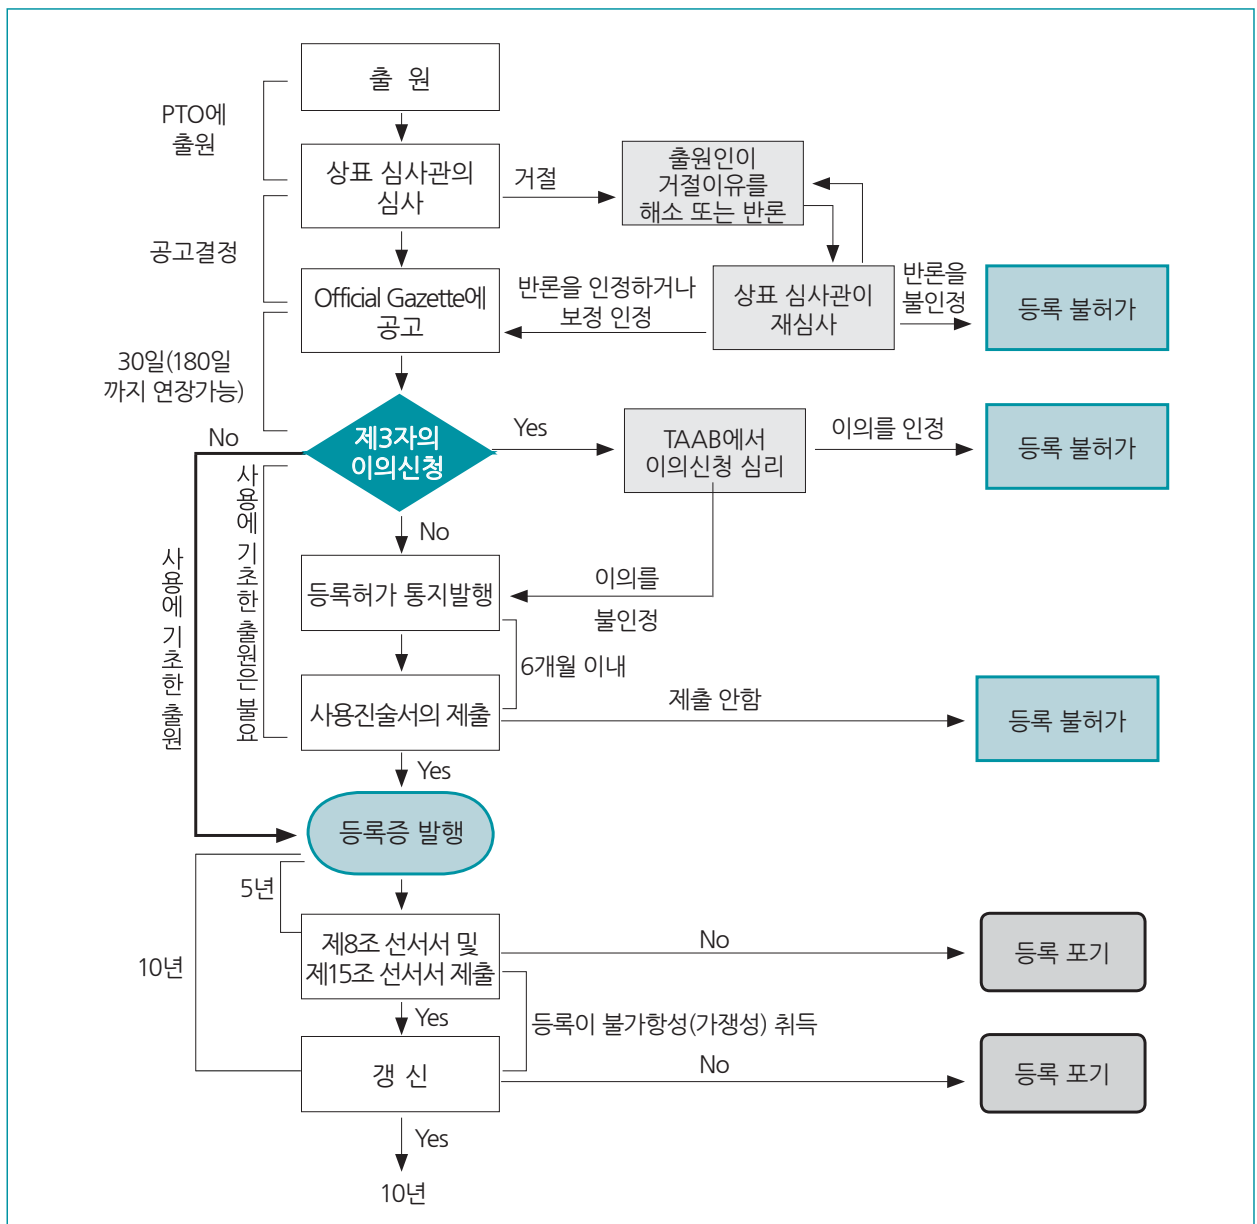 출 원
PTO에
출원
상표 심사관의
심사
거절
출원인이
거절이유를
해소 또는 반론
공고결정
Official Gazette에
공고
반론을 인정하거나
보정 인정
상표 심사관이
재심사
반론을
불인정
등록 불허가
30일(180일
까지 연장가능)
No
제3자의
이의신청
Yes
TAAB에서
이의신청 심리
이의를 인정
등록 불허가
사용에 기초한 출원은 불요
사용에 기초한 출원
No
등록허가 통지발행
이의를
불인정
6개월 이내
사용진술서의 제출
제출 안함
등록 불허가
Yes
등록증 발행
5년
10년
제8조 선서서 및
제15조 선서서 제출
No
등록 포기
Yes
등록이 불가항성(가쟁성) 취득
갱 신
No
등록 포기
Yes
10년